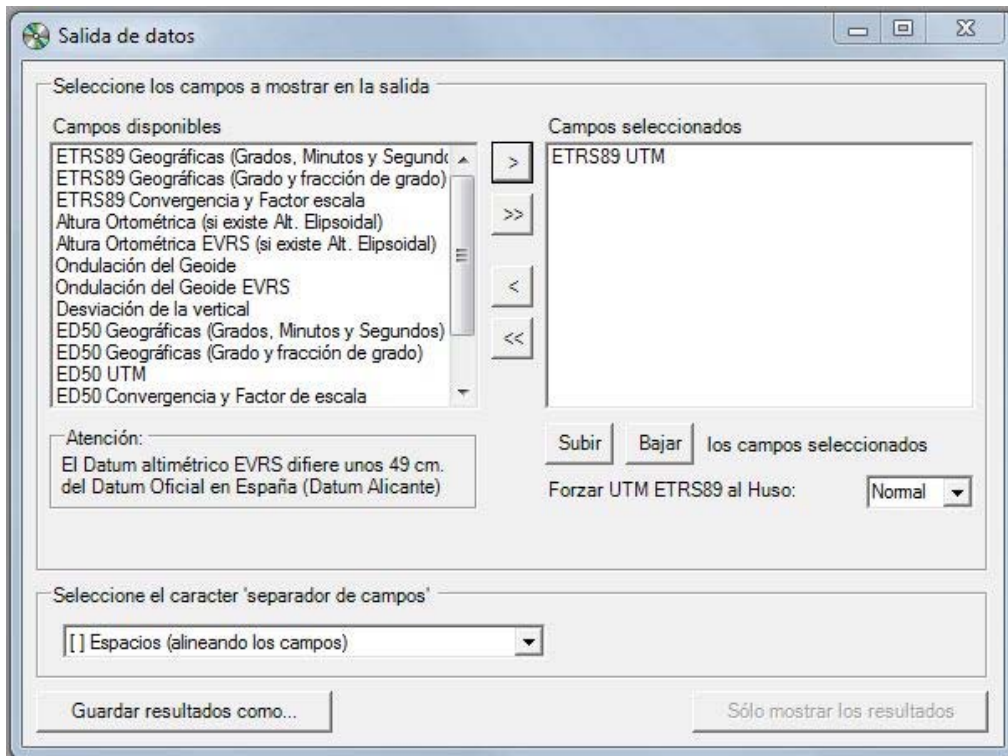 Salida de datos
Seleccione los campos a mostrar en la salida
Campos disponibles
ETRS89 Geográficas (Grados, Minutos y Segundo
ETRS89 Geográficas (Grado y fracción de grado)
ETRS89 Convergencia y Factor escala
Altura Ortométrica (si existe Alt. Elipsoidal)
Altura Ortométrica EVRS (si existe Alt. Elipsoidal)
Ondulación del Geoide
Ondulación del Geoide EVRS
Desviación de la vertical
ED50 Geográficas (Grados, Minutos y Segundos)
ED50 Geográficas (Grado y fracción de grado)
ED50 UTM
ED50 Convergencia y Factor de escala
>
>>
<
<<
Campos seleccionados
ETRS89 UTM
Atención:
El Datum altimétrico EVRS difiere unos 49 cm.
del Datum Oficial en España (Datum Alicante)
Subir Bajar los campos seleccionados
Forzar UTM ETRS89 al Huso: Normal
Seleccione el caracter 'separador de campos'
[ ] Espacios (alineando los campos)
Guardar resultados como... Sólo mostrar los resultados